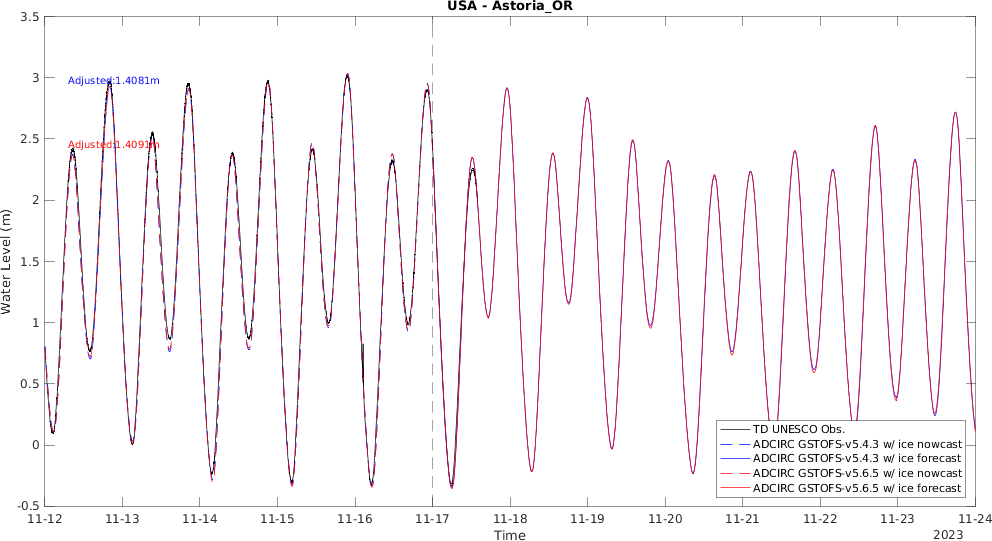 USA - Astoria_OR
3.5
3
2.5
2
1.5
1
0.5
0
-0.5
Water Level (m)
Adjusted:1.4081m
Adjusted:1.4091m
TD UNESCO Obs.
ADCIRC GSTOFS-v5.4.3 w/ ice nowcast
ADCIRC GSTOFS-v5.4.3 w/ ice forecast
ADCIRC GSTOFS-v5.6.5 w/ ice nowcast
ADCIRC GSTOFS-v5.6.5 w/ ice forecast
11-12 11-13 11-14 11-15 11-16 11-17 11-18 11-19 11-20 11-21 11-22 11-23 11-24
Time
2023